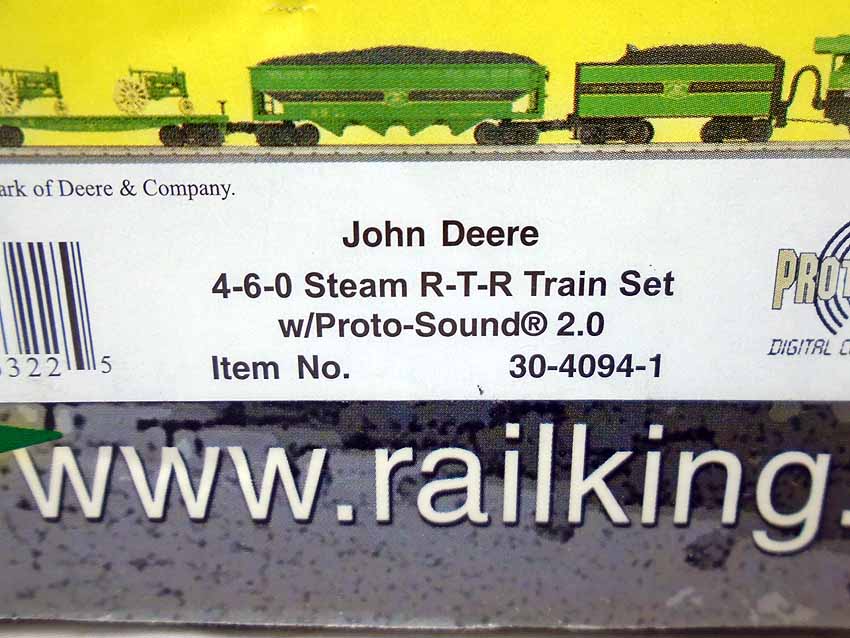 of Deere & Company.
John Deere
4-6-0 Steam R-T-R Train Set
w/Proto-Sound® 2.0
Item No. 30-4094-1
322 5
DIGITAL
www.railking.